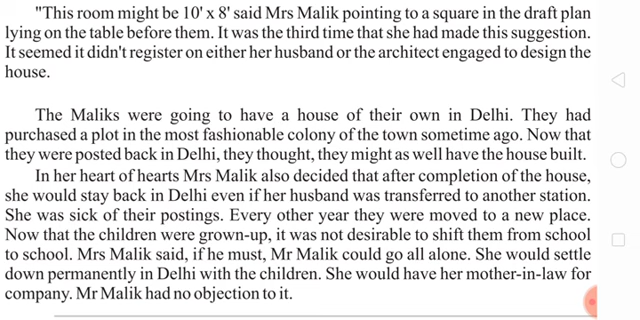 "This room might be 10' x 8' said Mrs Malik pointing to a square in the draft plan
lying on the table before them. It was the third time that she had made this suggestion.
It seemed it didn't register on either her husband or the architect engaged to design the
house.
The Maliks were going to have a house of their own in Delhi. They had
purchased a plot in the most fashionable colony of the town sometime ago. Now that
they were posted back in Delhi, they thought, they might as well have the house built.
In her heart of hearts Mrs Malik also decided that after completion of the house,
she would stay back in Delhi even if her husband was transferred to another station.
She was sick of their postings. Every other year they were moved to a new place.
Now that the children were grown-up, it was not desirable to shift them from school
to school. Mrs Malik said, if he must, Mr Malik could go all alone. She would settle
down permanently in Delhi with the children. She would have her mother-in-law for
company. Mr Malik had no objection to it.